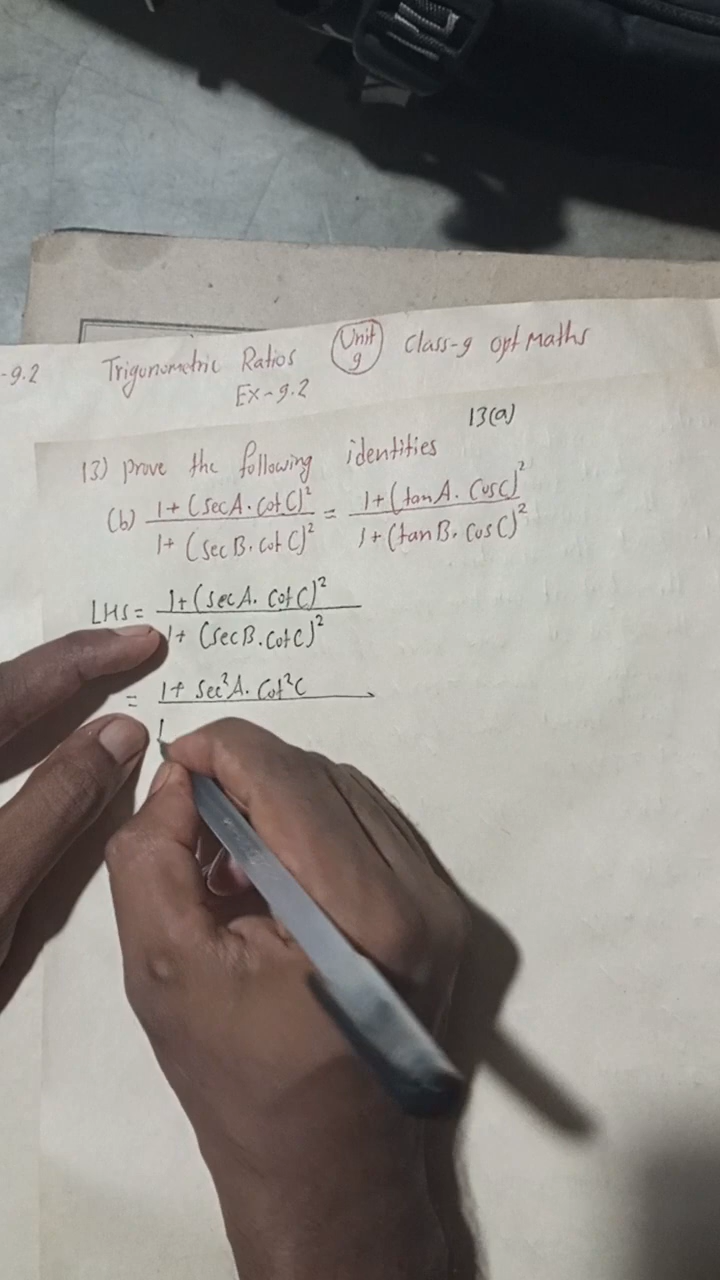 -9.2 Trigonometric Ratios Unit 9 Class-9 Opt Maths
Ex-9.2
13(a)
13) Prove the following identities
(b) 1+(secA.cotC)² / 1+(secB.cotC)² = 1+(tanA.CosC)² / 1+(tanB.CosC)²
LHS= 1+(secA.CotC)² / 1+(secB.CotC)²
= 1+ Sec²A.Cot²C
1